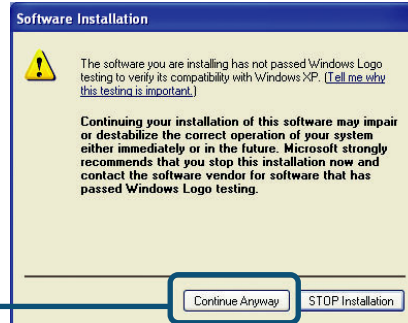 Software Installation
The software you are installing has not passed Windows Logo
testing to verify its compatibility with Windows XP. (Tell me why
this testing is important.)
Continuing your installation of this software may impair
or destabilize the correct operation of your system
either immediately or in the future. Microsoft strongly
recommends that you stop this installation now and
contact the software vendor for software that has
passed Windows Logo testing.
Continue Anyway
STOP Installation